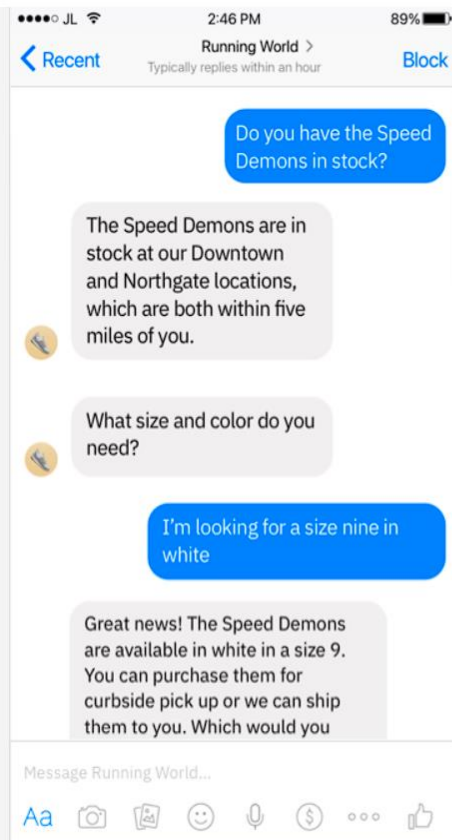 JL 2:46 PM 89%
Recent Running World > Block
Typically replies within an hour
Do you have the Speed
Demons in stock?
The Speed Demons are in
stock at our Downtown
and Northgate locations,
which are both within five
miles of you.
What size and color do you
need?
I'm looking for a size nine in
white
Great news! The Speed Demons
are available in white in a size 9.
You can purchase them for
curbside pick up or we can ship
them to you. Which would you
Message Running World...
Aa
$